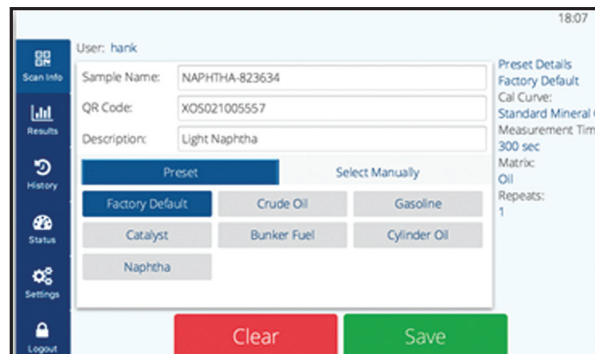 18:07
User: hank
Scan Info
Results
History
Status
Settings
Logout
Sample Name: NAPHTHA-823634
QR Code: XOS021005557
Description: Light Naphtha
Preset Select Manually
Factory Default Crude Oil Gasoline
Catalyst Bunker Fuel Cylinder Oil
Naphtha
Clear Save
Preset Details
Factory Default
Cal Curve:
Standard Mineral
Measurement Tim
300 sec
Matrix:
Oil
Repeats:
1